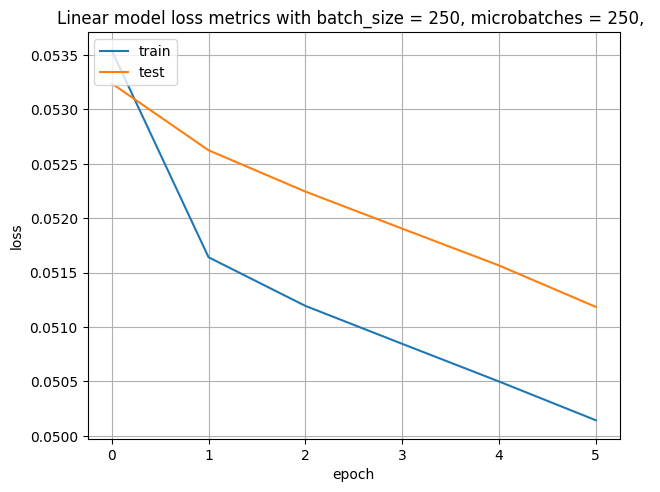 Linear model loss metrics with batch_size = 250, microbatches = 250,
train
test
0.0535
0.0530
0.0525
0.0520
0.0515
0.0510
0.0505
0.0500
loss
0 1 2 3 4 5
epoch